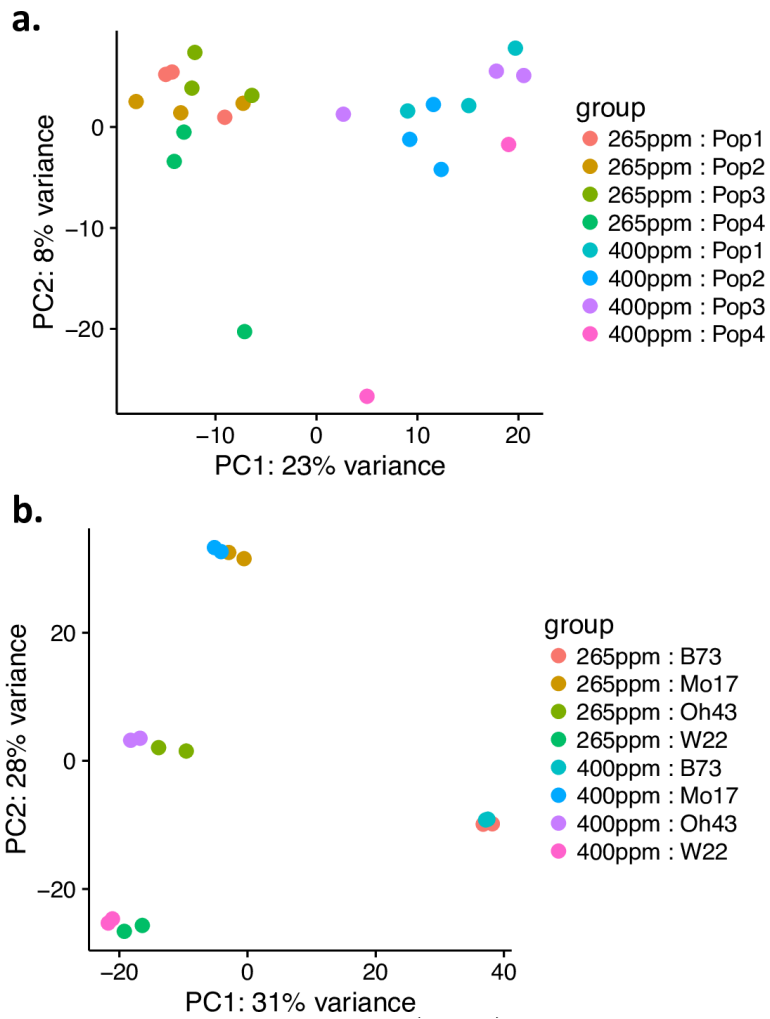 a.
0
−10
−20
PC2: 8% variance
−10 0 10 20
PC1: 23% variance
group
265ppm : Pop1
265ppm : Pop2
265ppm : Pop3
265ppm : Pop4
400ppm : Pop1
400ppm : Pop2
400ppm : Pop3
400ppm : Pop4
b.
20
0
−20
PC2: 28% variance
−20 0 20 40
PC1: 31% variance
group
265ppm : B73
265ppm : Mo17
265ppm : Oh43
265ppm : W22
400ppm : B73
400ppm : Mo17
400ppm : Oh43
400ppm : W22